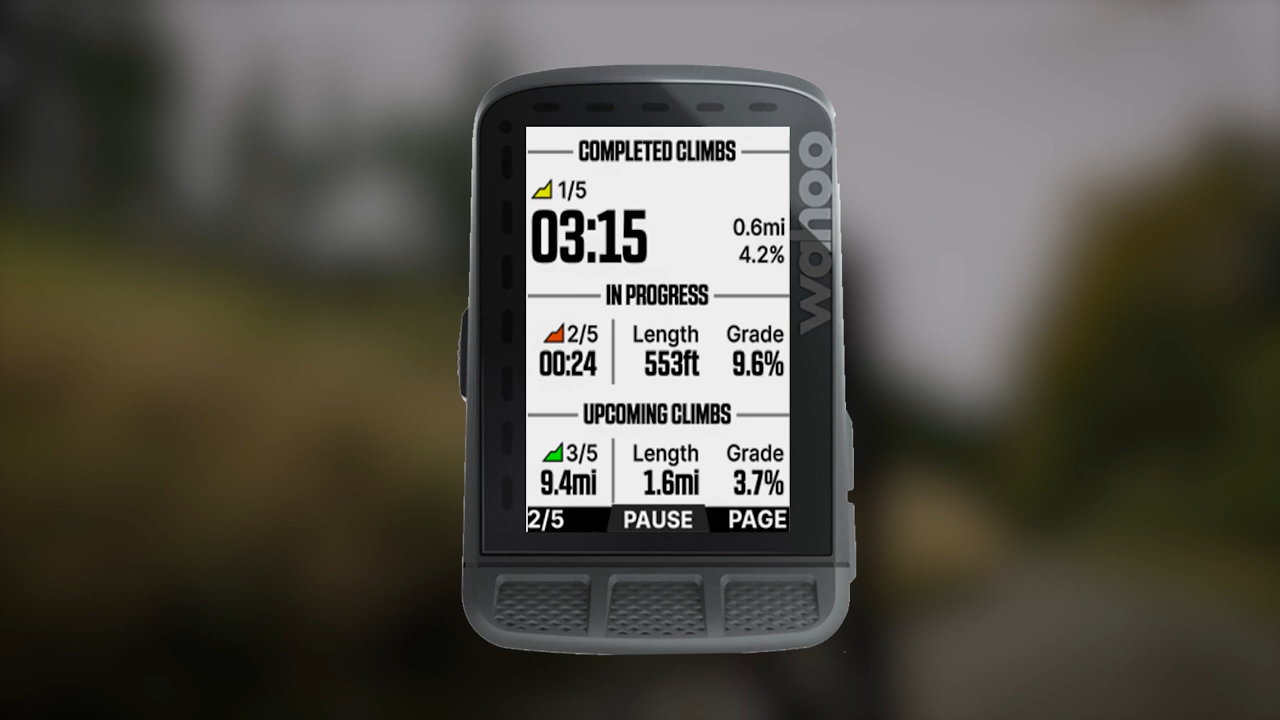 COMPLETED CLIMBS
1/5
03:15
0.6mi
4.2%
IN PROGRESS
2/5 Length Grade
00:24 553ft 9.6%
UPCOMING CLIMBS
3/5 Length Grade
9.4mi 1.6mi 3.7%
2/5 PAUSE PAGE
wahoo